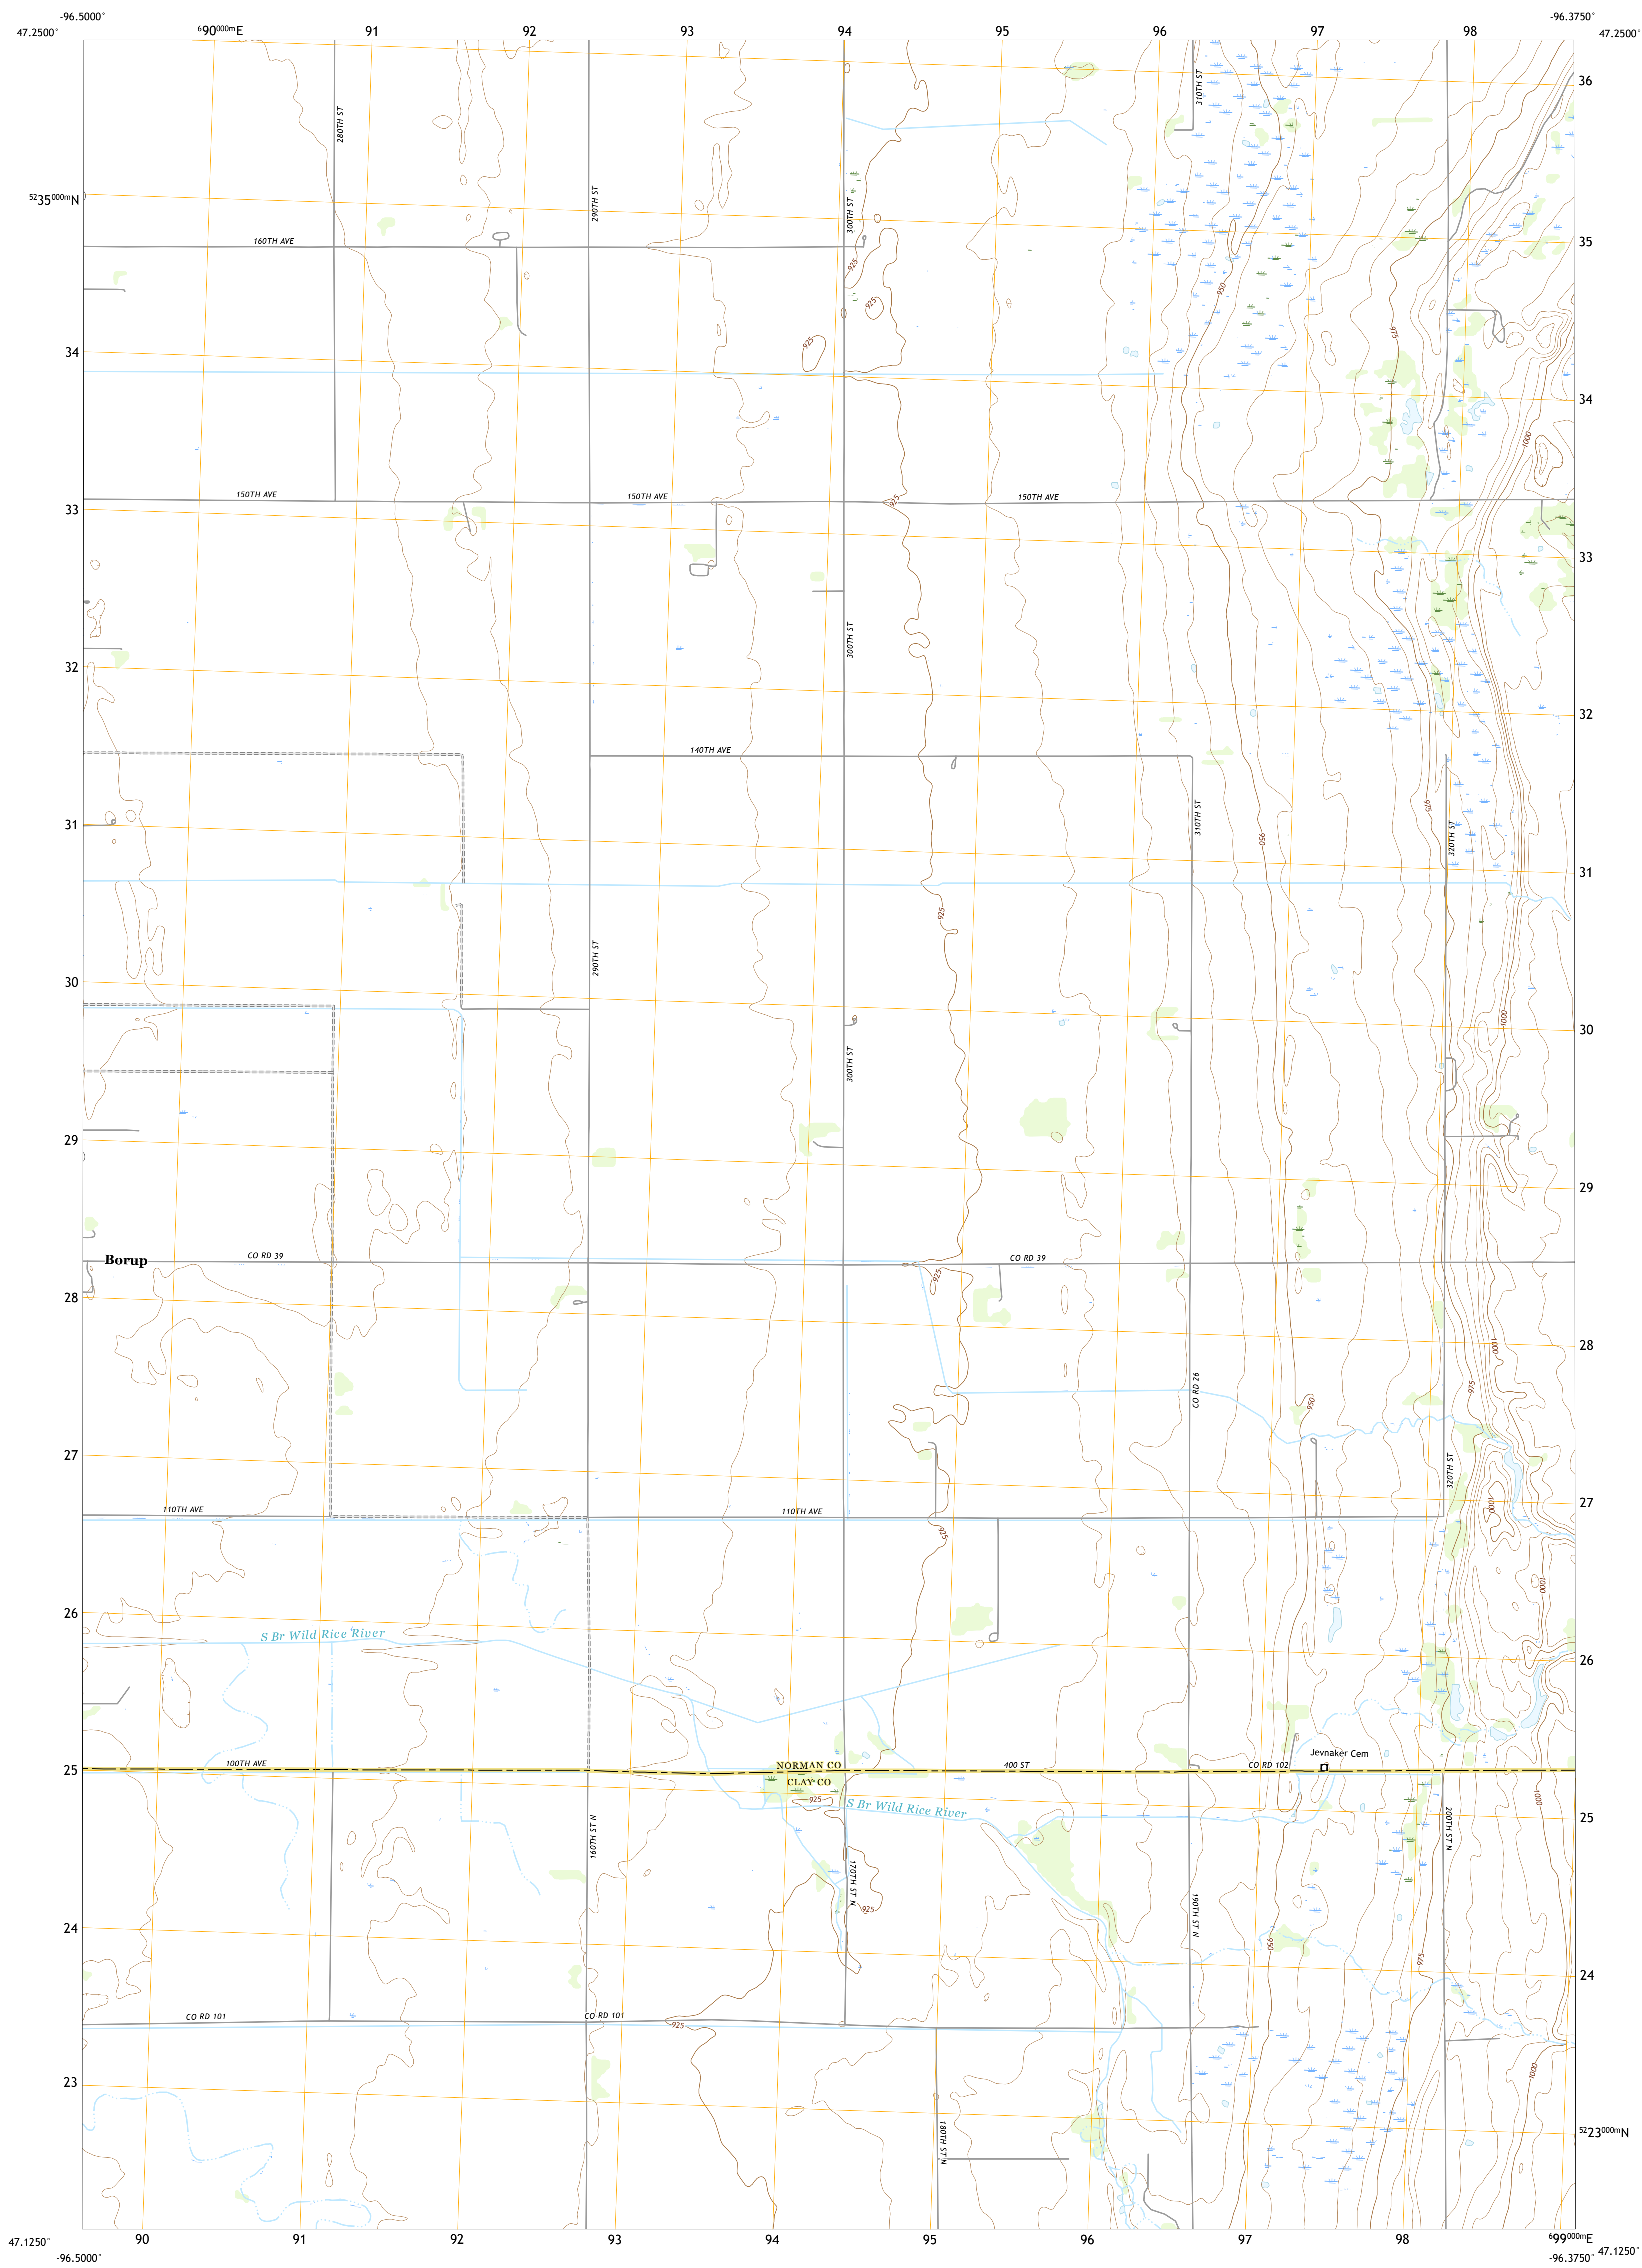 -96.5000°
-96.3750°
47.2500°
⁶90⁰⁰⁰ᵐE
91
92
93
94
95
96
97
98
47.2500°
36
310TH ST
280TH ST
⁵²35⁰⁰⁰ᵐN
290TH ST
300TH ST
160TH AVE
35
925
950
925
975
34
925
34
1000
150TH AVE
150TH AVE
150TH AVE
925
33
33
300TH ST
32
32
140TH AVE
975
310TH ST
31
950
320TH ST
31
925
290TH ST
30
1000
30
300TH ST
29
29
Borup
CO RD 39
CO RD 39
925
28
1000
28
975
CO RD 26
950
27
320TH ST
1000
27
110TH AVE
110TH AVE
925
1000
26
S Br Wild Rice River
26
Jevnaker Cem
100TH AVE
NORMAN CO
400 ST
CO RD 102
25
CLAY CO
925
1000
S Br Wild Rice River
25
160TH ST N
200TH ST N
170TH ST N
925
190TH ST N
24
950
975
24
CO RD 101
CO RD 101
925
23
1000
⁵²23⁰⁰⁰ᵐN
180TH ST N
47.1250°
90
91
92
93
94
95
96
97
98
⁶99⁰⁰⁰ᵐE
47.1250°
-96.5000°
-96.3750°